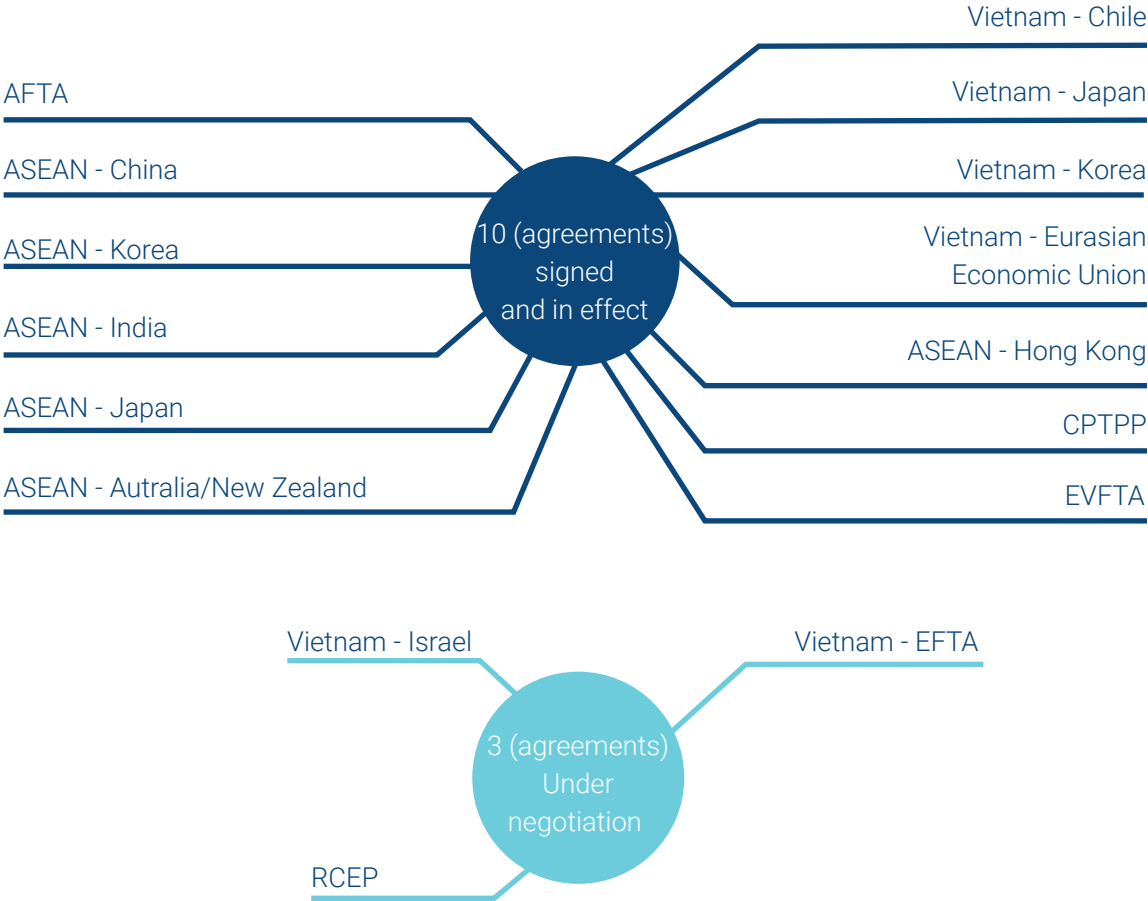 Vietnam - Chile
AFTA
Vietnam - Japan
ASEAN - China
Vietnam - Korea
ASEAN - Korea
Vietnam - Eurasian
Economic Union
10 (agreements)
signed
and in effect
ASEAN - India
ASEAN - Hong Kong
ASEAN - Japan
CPTPP
ASEAN - Autralia/New Zealand
EVFTA
Vietnam - Israel
Vietnam - EFTA
3 (agreements)
Under
negotiation
RCEP